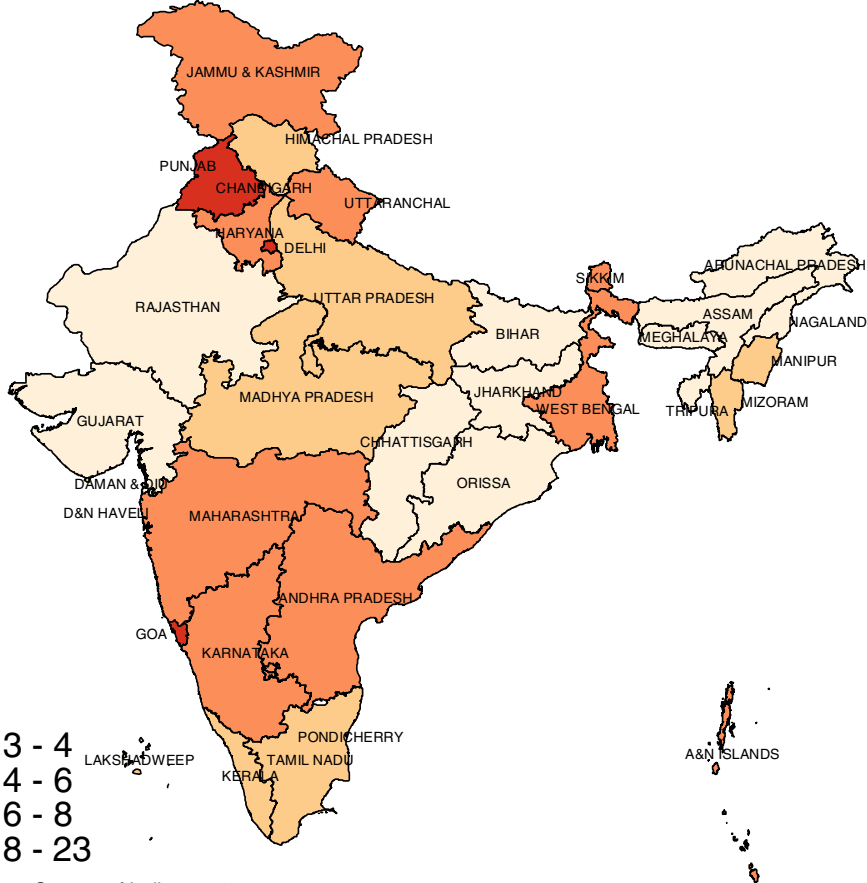 JAMMU & KASHMIR
HIMACHAL PRADESH
PUNJAB
CHANDIGARH
UTTARANCHAL
HARYANA
DELHI
ARUNACHAL PRADESH
SIKKIM
UTTAR PRADESH
RAJASTHAN
ASSAM
NAGALAND
BIHAR
MEGHALAYA
MANIPUR
JHARKHAND
MADHYA PRADESH
MIZORAM
WEST BENGAL
TRIPURA
GUJARAT
CHHATTISGARH
DAMAN & DIU
ORISSA
D&N HAVELI
MAHARASHTRA
ANDHRA PRADESH
GOA
KARNATAKA
PONDICHERRY
LAKSHADWEEP
TAMIL NADU
KERALA
A&N ISLANDS
3 - 4
4 - 6
6 - 8
8 - 23